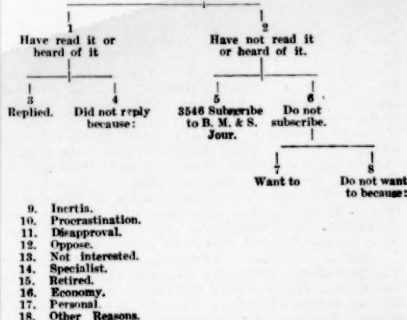 1 2
Have read it or Have not read it
heard of it or heard of it.
3 4 5 6
Replied. Did not reply 3546 Subscribe Do not
because: to B. M. & S. subscribe.
Jour.
7 8
Want to Do not want
to because:
9. Inertia.
10. Procrastination.
11. Disapproval.
12. Oppose.
13. Not interested.
14. Specialist.
15. Retired.
16. Economy.
17. Personal.
18. Other Reasons.